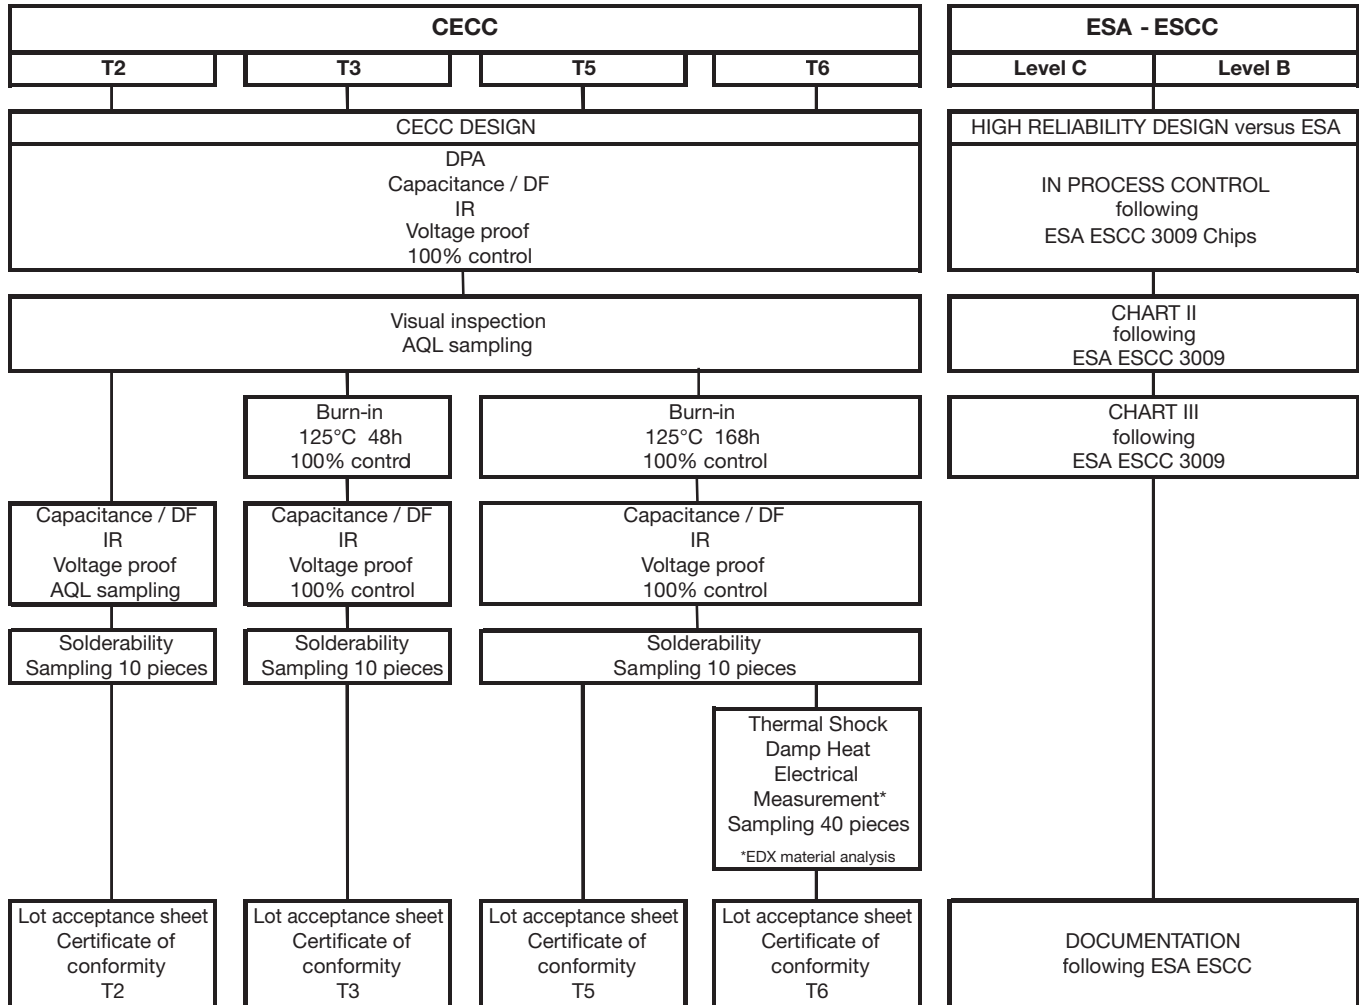 CECC
T2
T3
T5
T6
CECC DESIGN
DPA
Capacitance / DF
IR
Voltage proof
100% control
Visual inspection
AQL sampling
Burn-in
125°C 48h
100% contrd
Burn-in
125°C 168h
100% control
Capacitance / DF
IR
Voltage proof
AQL sampling
Capacitance / DF
IR
Voltage proof
100% control
Capacitance / DF
IR
Voltage proof
100% control
Solderability
Sampling 10 pieces
Solderability
Sampling 10 pieces
Solderability
Sampling 10 pieces
Thermal Shock
Damp Heat
Electrical
Measurement*
Sampling 40 pieces
*EDX material analysis
Lot acceptance sheet
Certificate of
conformity
T2
Lot acceptance sheet
Certificate of
conformity
T3
Lot acceptance sheet
Certificate of
conformity
T5
Lot acceptance sheet
Certificate of
conformity
T6
ESA - ESCC
Level C
Level B
HIGH RELIABILITY DESIGN versus ESA
IN PROCESS CONTROL
following
ESA ESCC 3009 Chips
CHART II
following
ESA ESCC 3009
CHART III
following
ESA ESCC 3009
DOCUMENTATION
following ESA ESCC